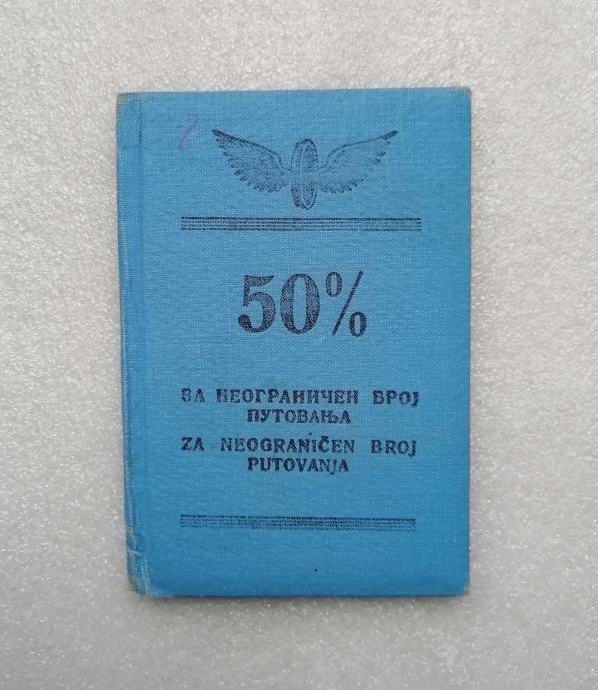 50%
ЗА НЕОГРАНИЧЕН БРОЈ
ПУТОВАЊА
ZA NEOGRANIČEN BROJ
PUTOVANJA